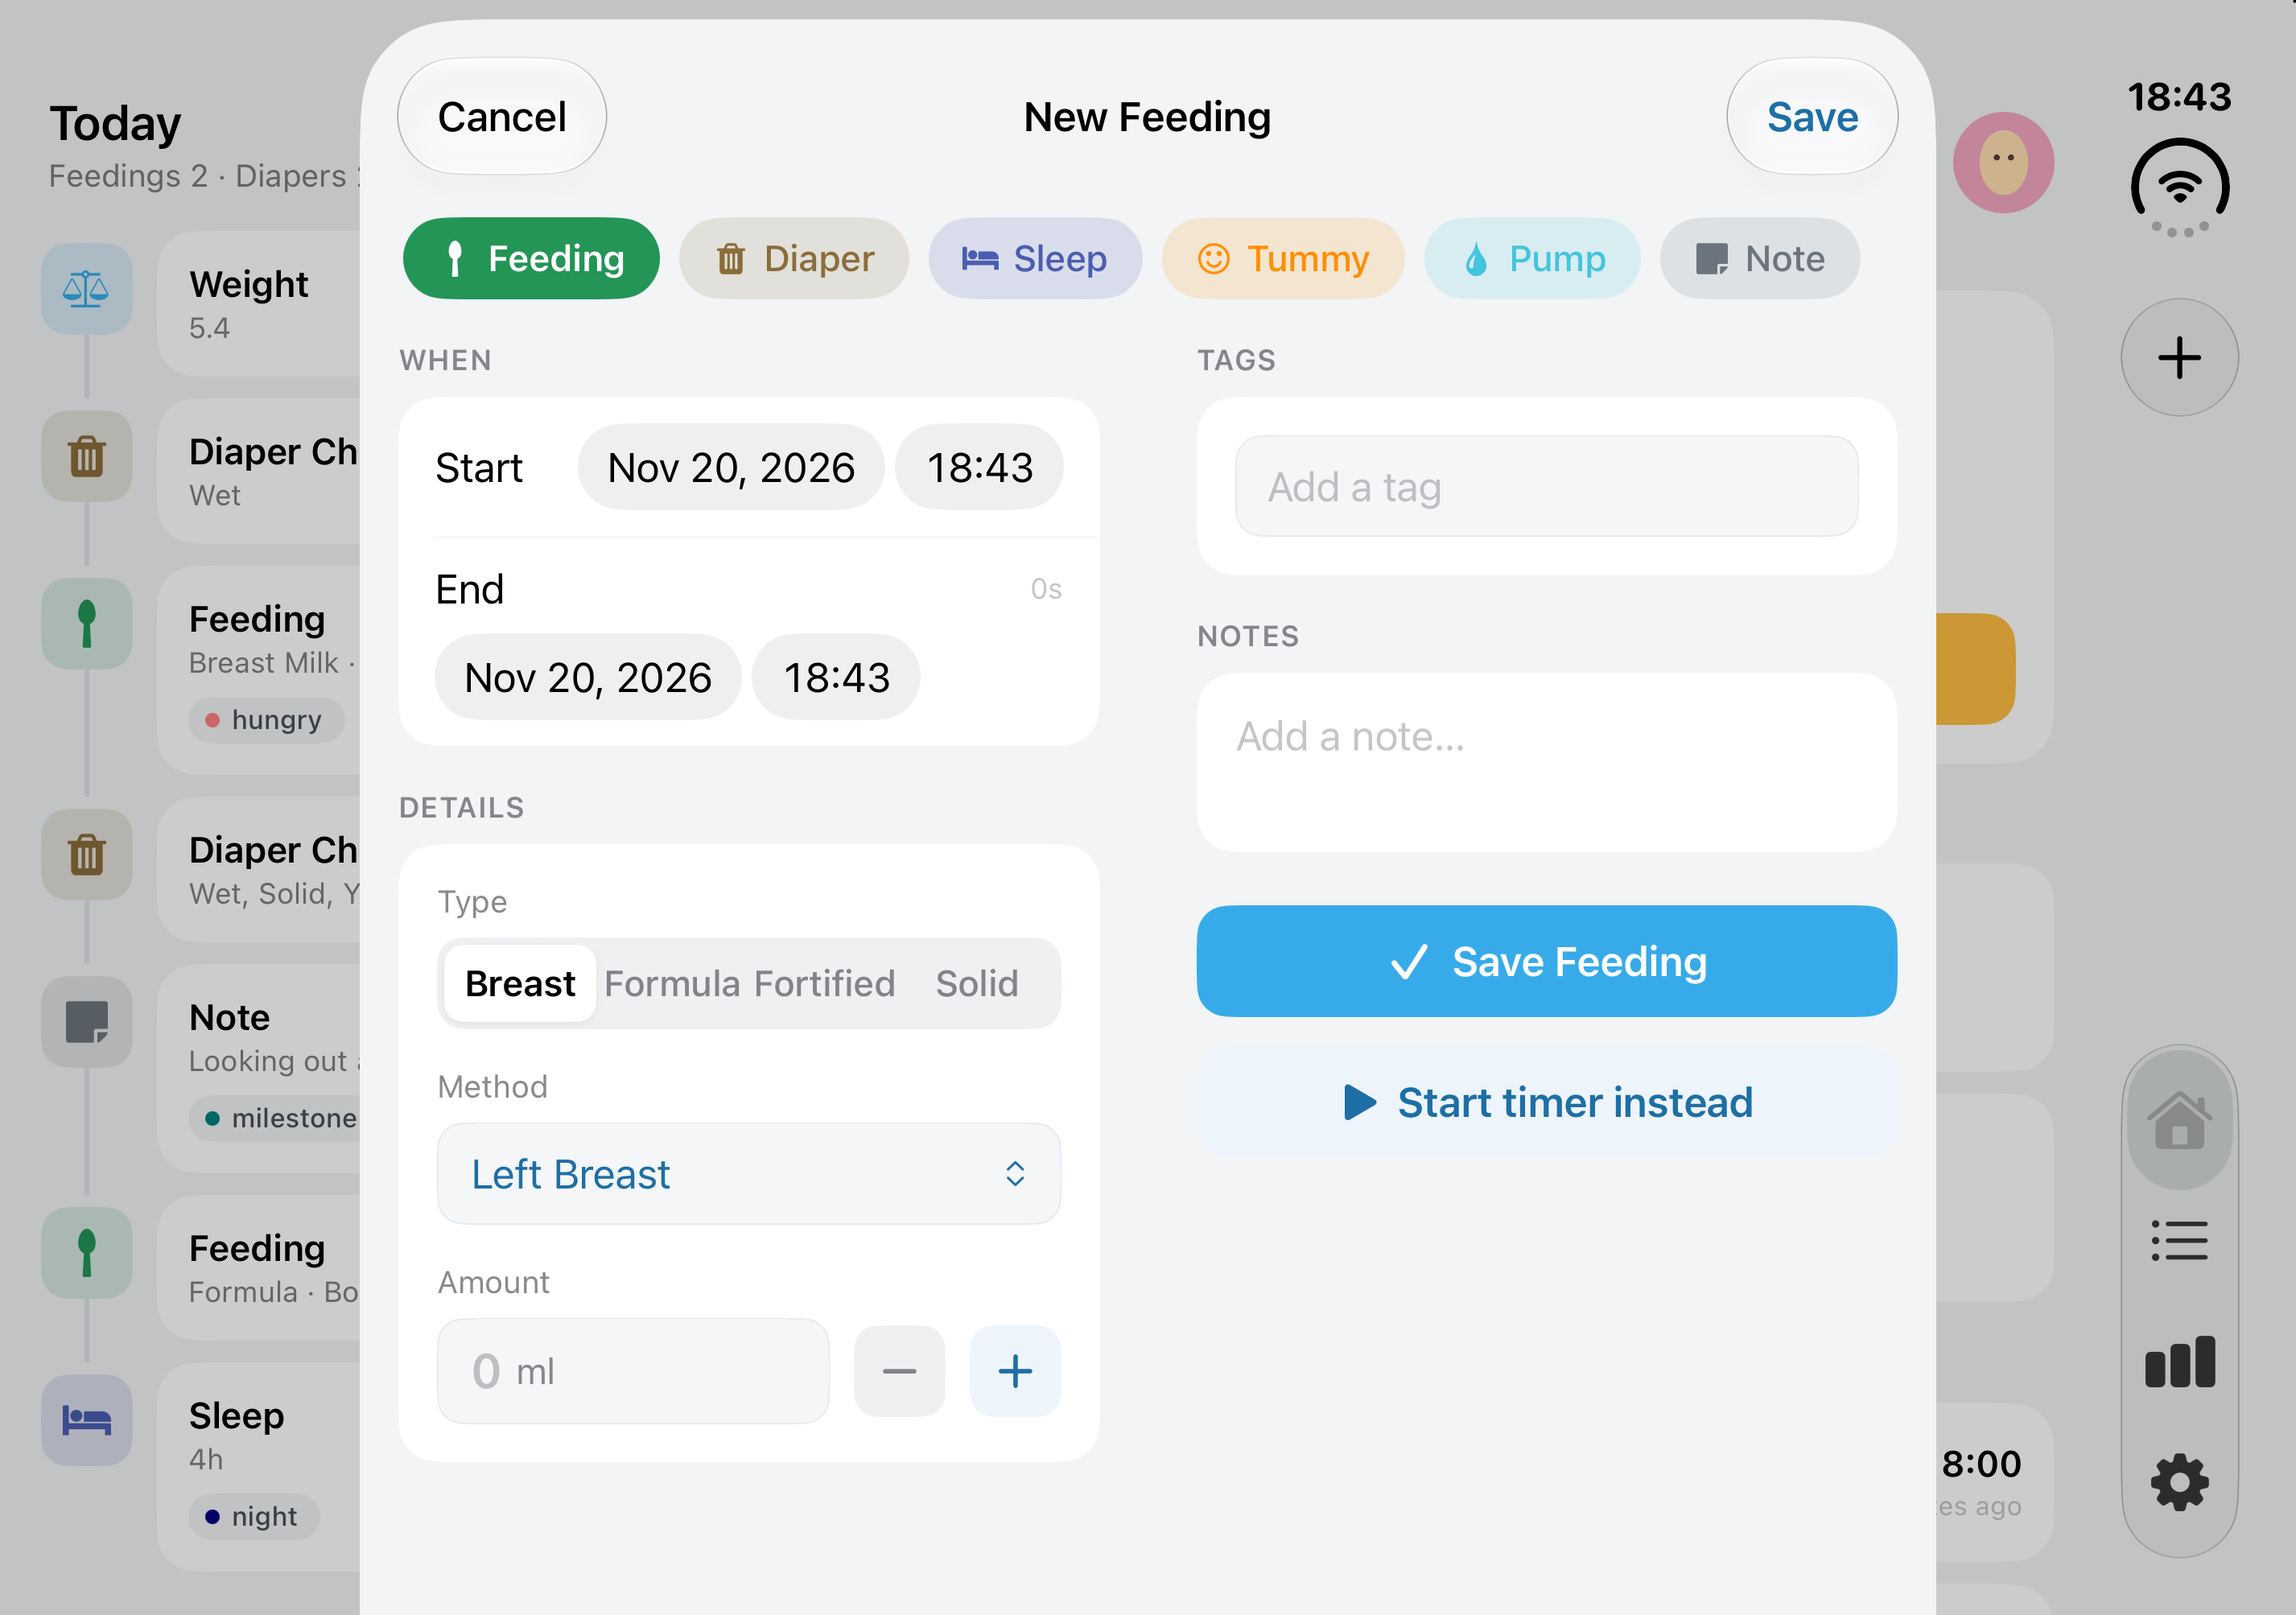 Today
Feedings 2 · Diapers
Weight
5.4
Diaper Ch
Wet
Feeding
Breast Milk ·
hungry
Diaper Ch
Wet, Solid, Y
Note
Looking out
milestone
Feeding
Formula · Bo
Sleep
4h
night
Cancel
New Feeding
Save
Feeding
Diaper
Sleep
Tummy
Pump
Note
WHEN
Start
Nov 20, 2026
18:43
End
0s
Nov 20, 2026
18:43
DETAILS
Type
Breast
Formula
Fortified
Solid
Method
Left Breast
Amount
0 ml
TAGS
Add a tag
NOTES
Add a note...
Save Feeding
Start timer instead
18:43
8:00
es ago